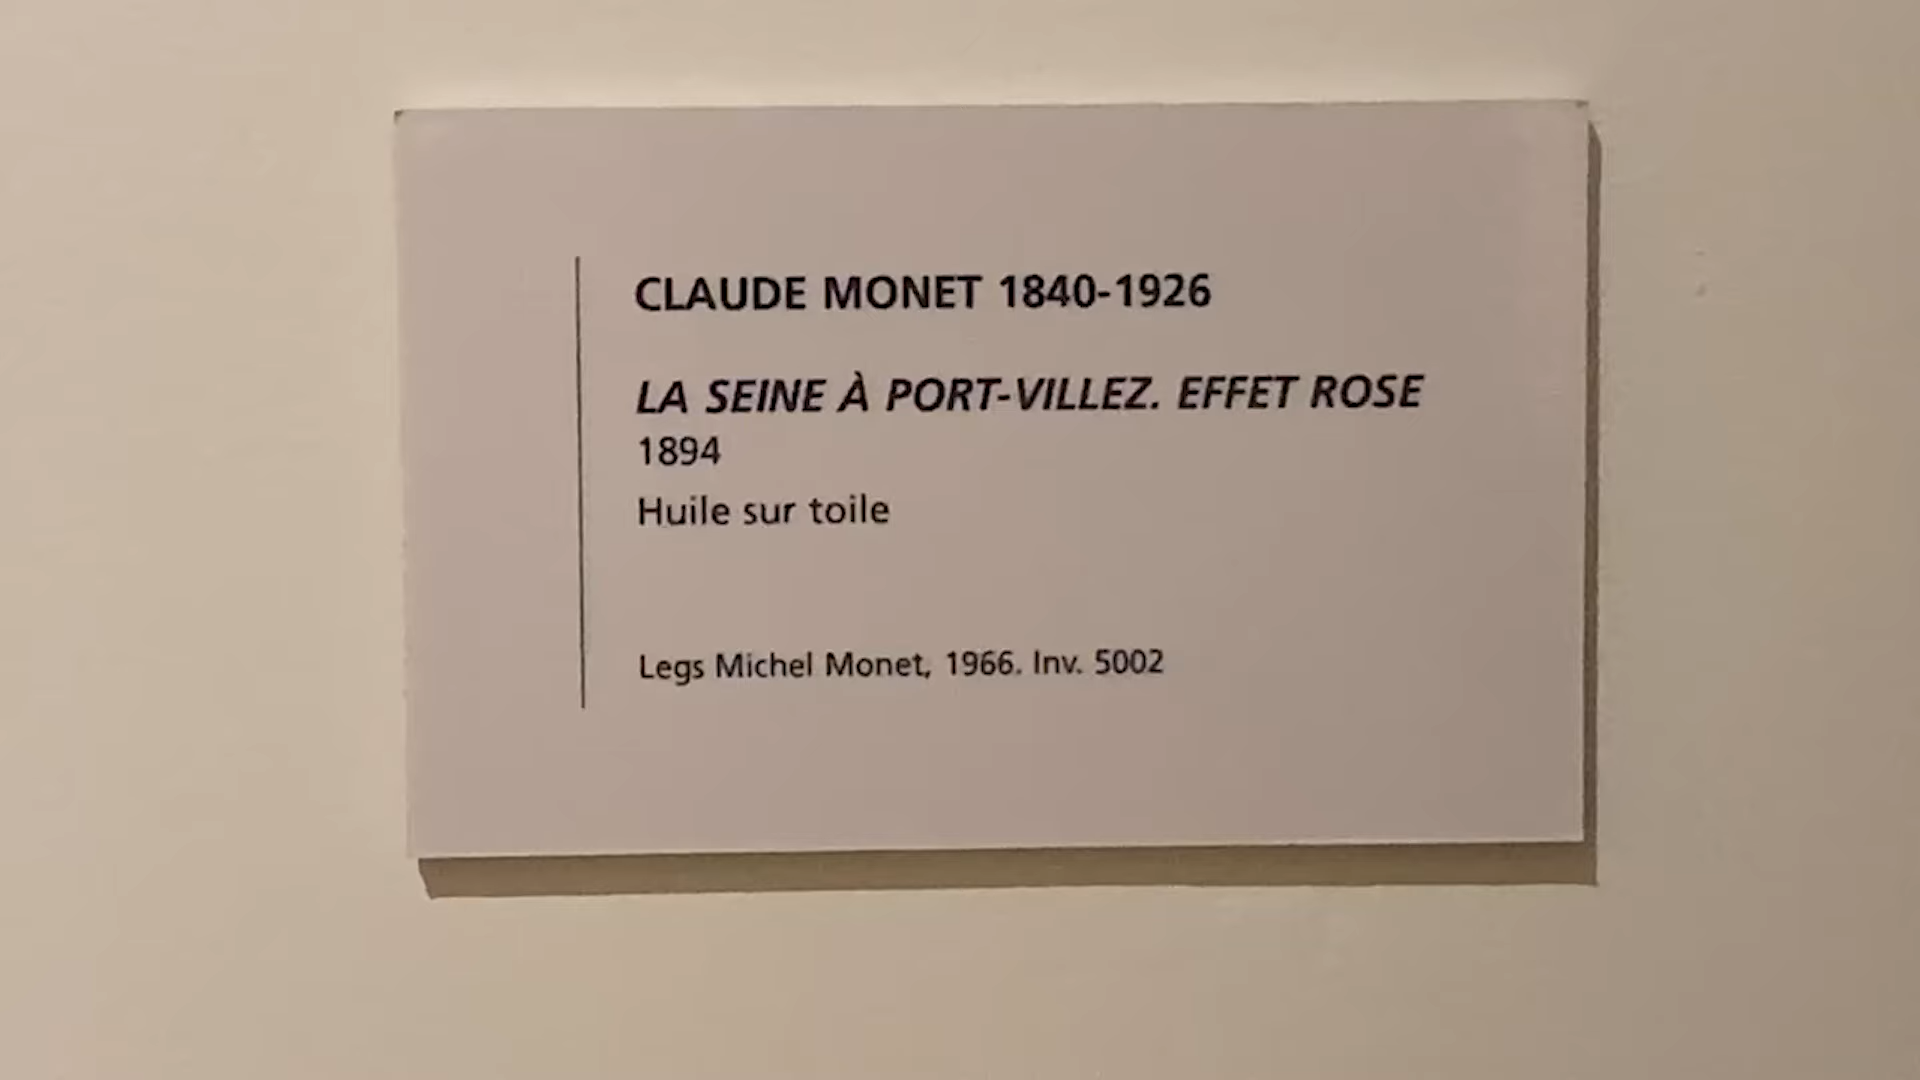 CLAUDE MONET 1840-1926
LA SEINE À PORT-VILLEZ. EFFET ROSE
1894
Huile sur toile
Legs Michel Monet, 1966. Inv. 5002